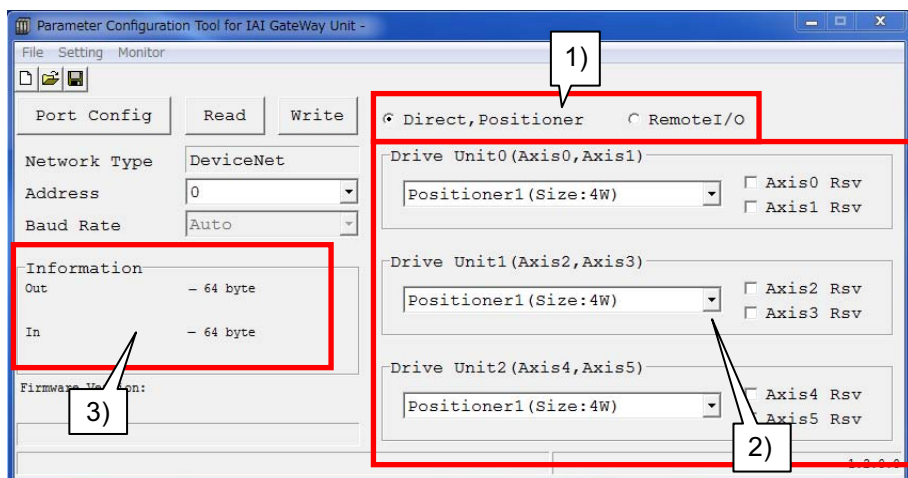 Parameter Configuration Tool for IAI GateWay Unit -
File Setting Monitor
1)
Port Config Read Write
Direct,Positioner RemoteI/O
Network Type DeviceNet
Address 0
Baud Rate Auto
Drive Unit0(Axis0,Axis1)
Positioner1(Size:4W)
Axis0 Rsv
Axis1 Rsv
Information
Out – 64 byte
In – 64 byte
Drive Unit1(Axis2,Axis3)
Positioner1(Size:4W)
Axis2 Rsv
Axis3 Rsv
Firmware
3)
Drive Unit2(Axis4,Axis5)
Positioner1(Size:4W)
Axis4 Rsv
Axis5 Rsv
2)